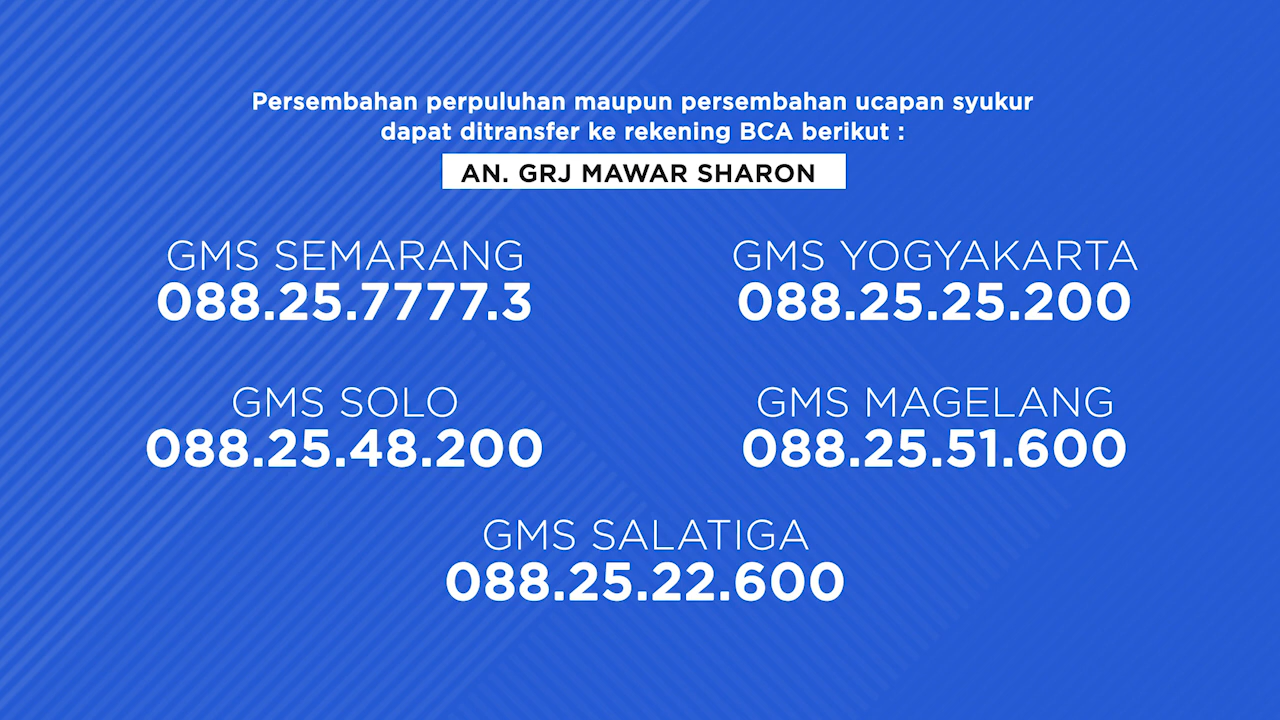 Persembahan perpuluhan maupun persembahan ucapan syukur
dapat ditransfer ke rekening BCA berikut :
AN. GRJ MAWAR SHARON
GMS SEMARANG
088.25.7777.3
GMS YOGYAKARTA
088.25.25.200
GMS SOLO
088.25.48.200
GMS MAGELANG
088.25.51.600
GMS SALATIGA
088.25.22.600